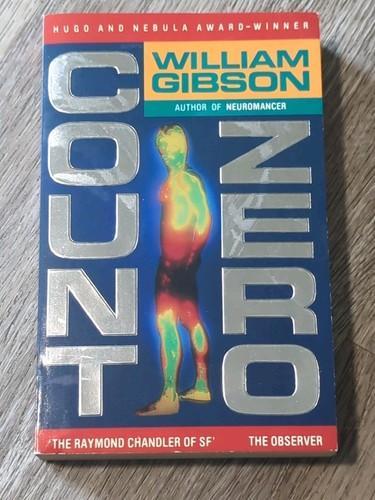 HUGO AND NEBULA AWARD-WINNER
WILLIAM
GIBSON
AUTHOR OF NEUROMANCER
COUNT
ZERO
'THE RAYMOND CHANDLER OF SF' THE OBSERVER